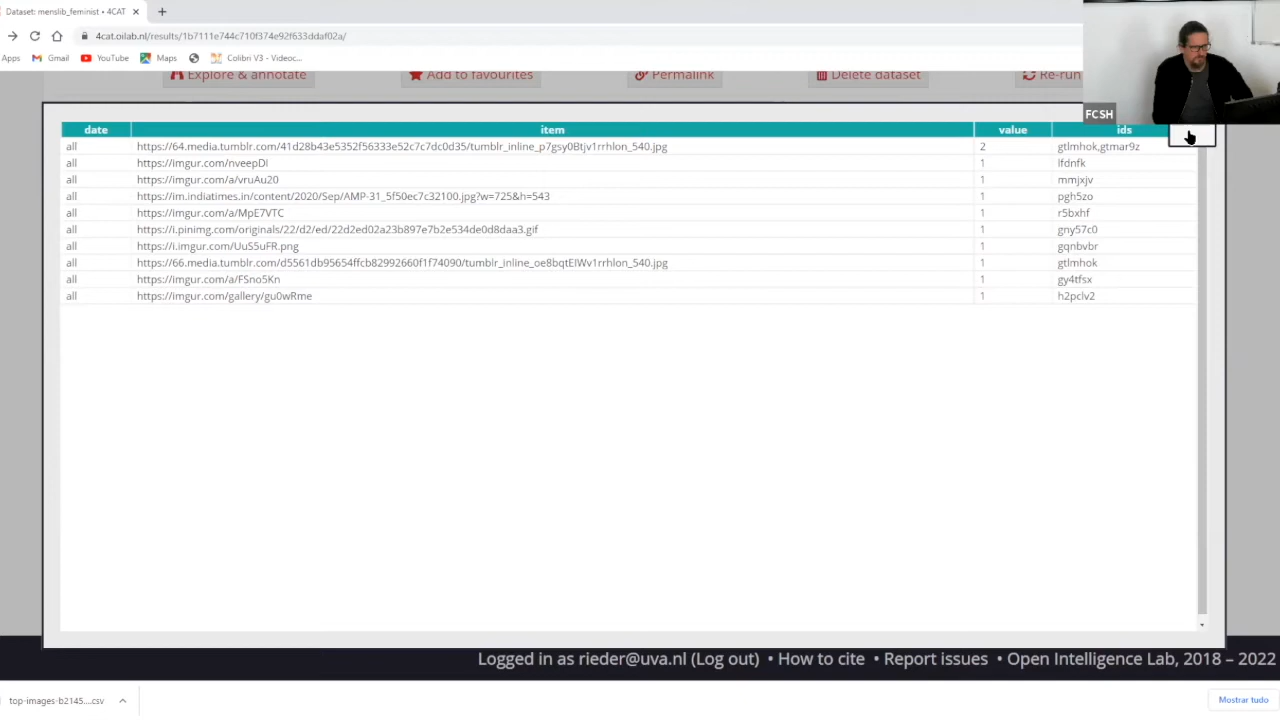 Dataset: menslib_feminist • 4CAT
4cat.oilab.nl/results/1b7111e744c710f374e92f633ddaf02a/
Apps Gmail YouTube Maps Colibri V3 - Videoc...
Explore & annotate Add to favourites Permalink Delete dataset Re-run
FCSH
date item value ids
all https://64.media.tumblr.com/41d28b43e5352f56333e52c7c7dc0d35/tumblr_inline_p7gsy0Btjv1rrhlon_540.jpg 2 gtlmhok,gtmar9z
all https://imgur.com/nveepDI 1 lfdnfk
all https://imgur.com/a/vruAu20 1 mmjxjv
all https://im.indiatimes.in/content/2020/Sep/AMP-31_5f50ec7c32100.jpg?w=725&h=543 1 pgh5zo
all https://imgur.com/a/MpE7VTC 1 r5bxhf
all https://i.pinimg.com/originals/22/d2/ed/22d2ed02a23b897e7b2e534de0d8daa3.gif 1 gny57c0
all https://i.imgur.com/UuS5uFR.png 1 gqnbvbr
all https://66.media.tumblr.com/d5561db95654ffcb82992660f1f74090/tumblr_inline_oe8bqtEIWv1rrhlon_540.jpg 1 gtlmhok
all https://imgur.com/a/FSno5Kn 1 gy4tfsx
all https://imgur.com/gallery/gu0wRme 1 h2pclv2
Logged in as rieder@uva.nl (Log out) • How to cite • Report issues • Open Intelligence Lab, 2018 – 2022
top-images-b2145....csv
Mostrar tudo